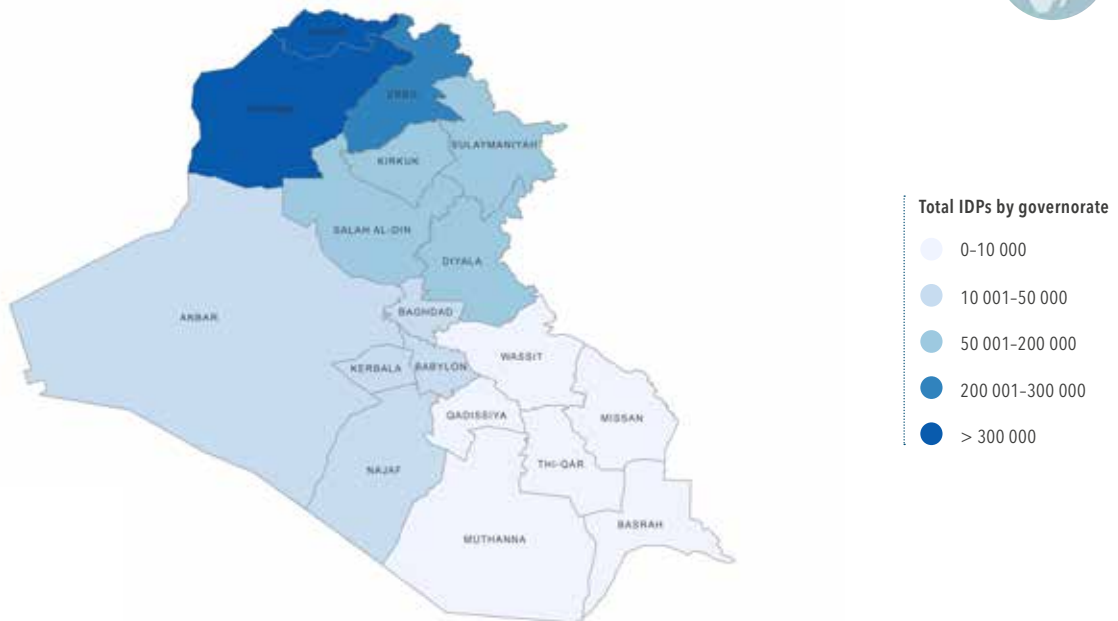 ERBIL
SULAYMANIYAH
KIRKUK
SALAH AL-DIN
DIYALA
ANBAR
BAGHDAD
WASSIT
KERBALA
BABYLON
QADISSIYA
MISSAN
NAJAF
THI-QAR
BASRAH
MUTHANNA
Total IDPs by governorate
0–10 000
10 001–50 000
50 001–200 000
200 001–300 000
> 300 000